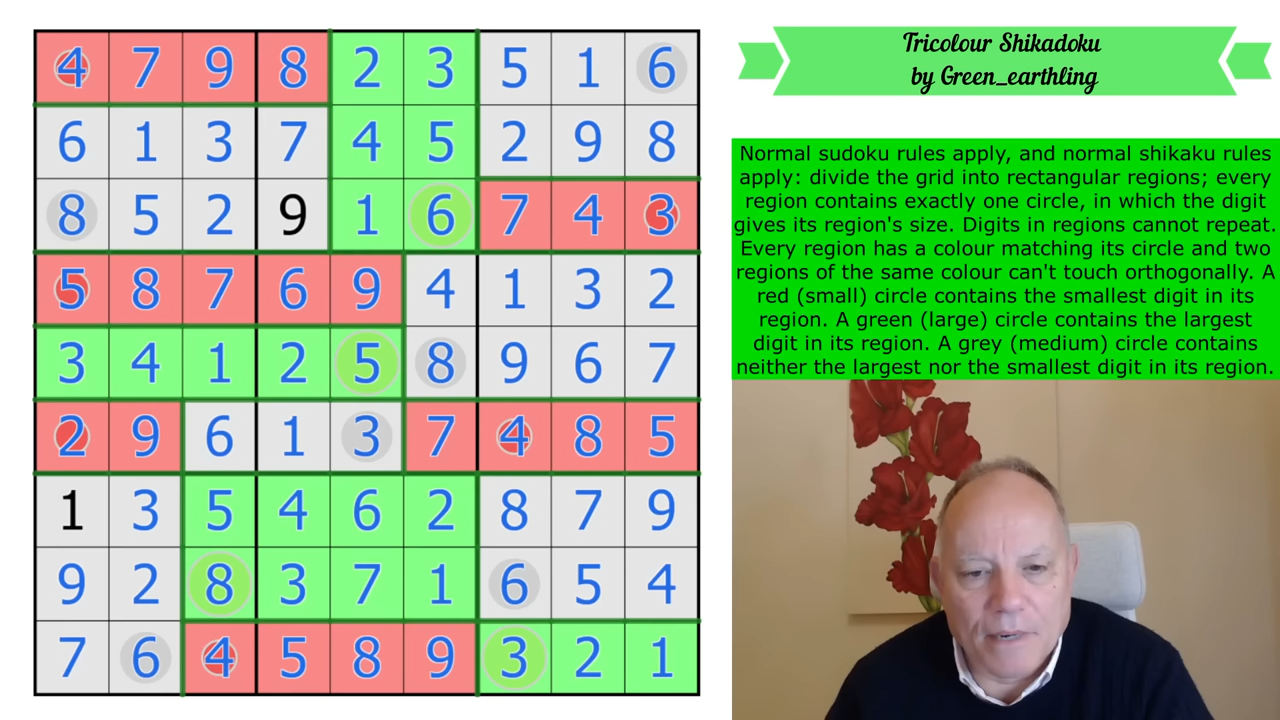 Tricolour Shikadoku
by Green_earthling
Normal sudoku rules apply, and normal shikaku rules
apply: divide the grid into rectangular regions; every
region contains exactly one circle, in which the digit
gives its region's size. Digits in regions cannot repeat.
Every region has a colour matching its circle and two
regions of the same colour can't touch orthogonally. A
red (small) circle contains the smallest digit in its
region. A green (large) circle contains the largest
digit in its region. A grey (medium) circle contains
neither the largest nor the smallest digit in its region.
4 7 9 8 2 3 5 1 6
6 1 3 7 4 5 2 9 8
8 5 2 9 1 6 7 4 3
5 8 7 6 9 4 1 3 2
3 4 1 2 5 8 9 6 7
2 9 6 1 3 7 4 8 5
1 3 5 4 6 2 8 7 9
9 2 8 3 7 1 6 5 4
7 6 4 5 8 9 3 2 1